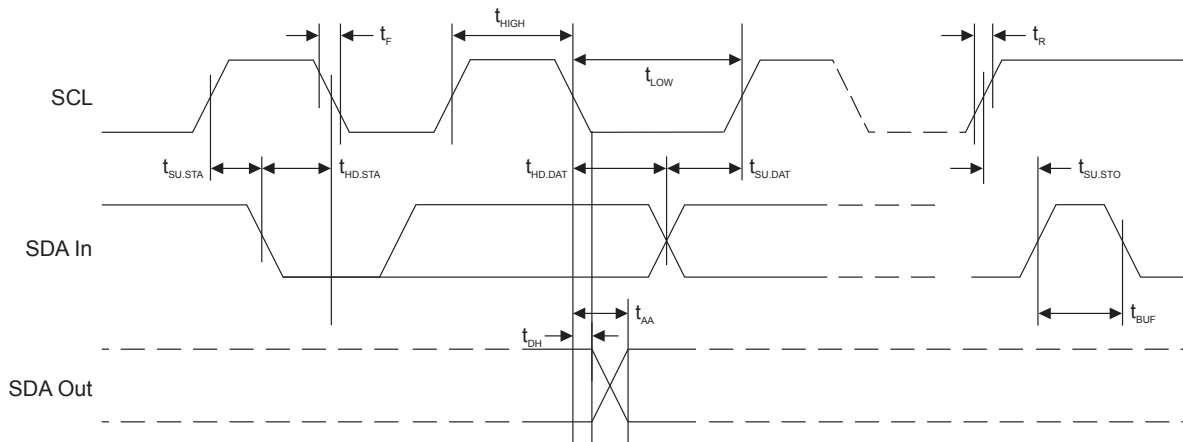 tHIGH
tF
tR
SCL
tLOW
tSU.STA
tHD.STA
tHD.DAT
tSU.DAT
tSU.STO
SDA In
tAA
tBUF
tDH
SDA Out